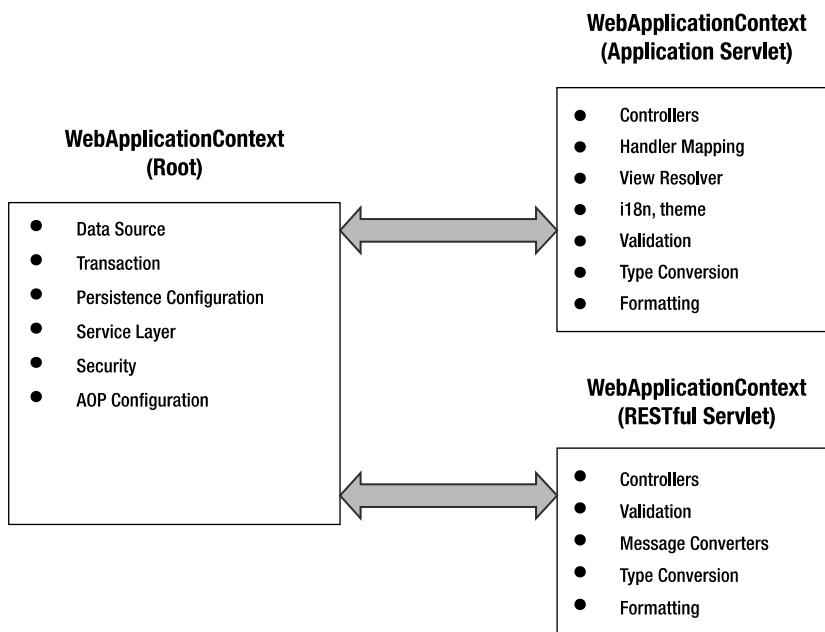 WebApplicationContext
(Root)
● Data Source
● Transaction
● Persistence Configuration
● Service Layer
● Security
● AOP Configuration
WebApplicationContext
(Application Servlet)
● Controllers
● Handler Mapping
● View Resolver
● i18n, theme
● Validation
● Type Conversion
● Formatting
WebApplicationContext
(RESTful Servlet)
● Controllers
● Validation
● Message Converters
● Type Conversion
● Formatting